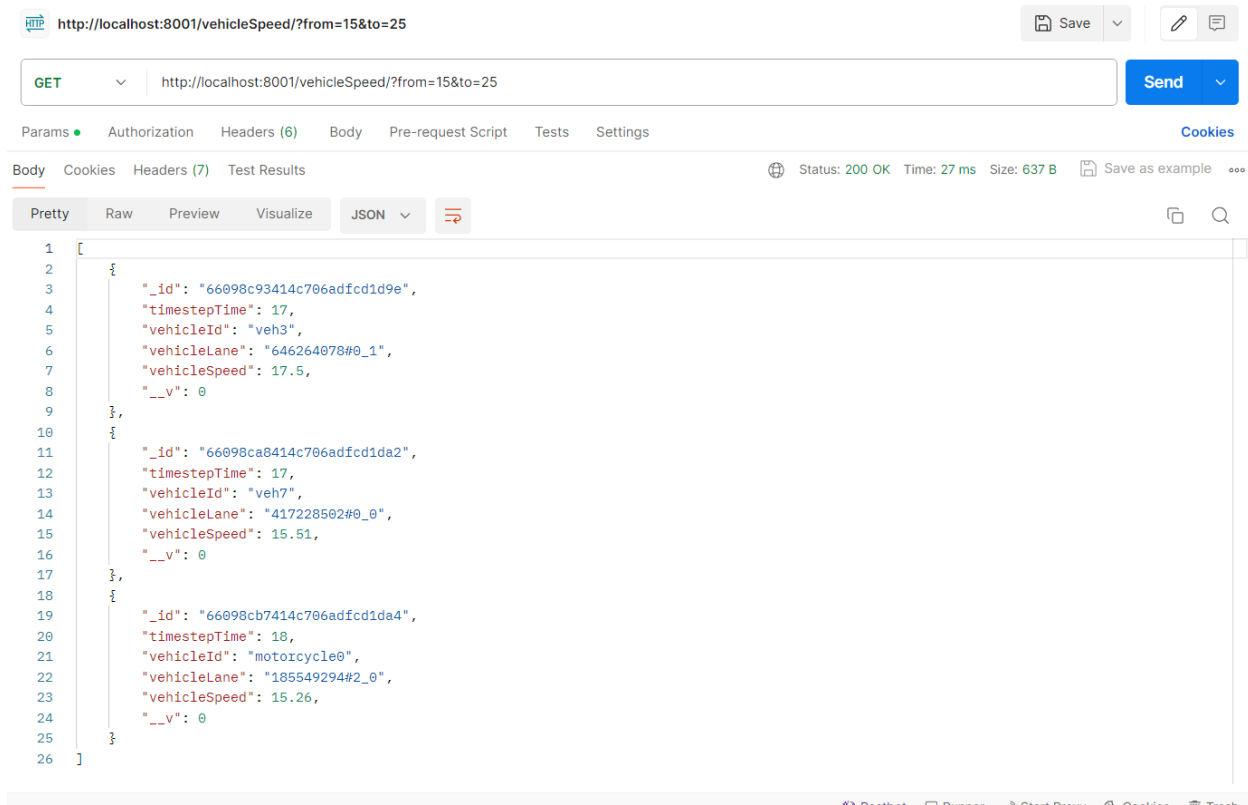 HTTP http://localhost:8001/vehicleSpeed/?from=15&to=25 Save
GET http://localhost:8001/vehicleSpeed/?from=15&to=25 Send
Params Authorization Headers (6) Body Pre-request Script Tests Settings Cookies
Body Cookies Headers (7) Test Results Status: 200 OK Time: 27 ms Size: 637 B Save as example
Pretty Raw Preview Visualize JSON
1 [
2 {
3 "_id": "66098c93414c706adfcd1d9e",
4 "timestepTime": 17,
5 "vehicleId": "veh3",
6 "vehicleLane": "646264078#0_1",
7 "vehicleSpeed": 17.5,
8 "__v": 0
9 },
10 {
11 "_id": "66098ca8414c706adfcd1da2",
12 "timestepTime": 17,
13 "vehicleId": "veh7",
14 "vehicleLane": "417228502#0_0",
15 "vehicleSpeed": 15.51,
16 "__v": 0
17 },
18 {
19 "_id": "66098cb7414c706adfcd1da4",
20 "timestepTime": 18,
21 "vehicleId": "motorcycle0",
22 "vehicleLane": "185549294#2_0",
23 "vehicleSpeed": 15.26,
24 "__v": 0
25 }
26 ]
Postbot Runner Start Proxy Cookies Trash